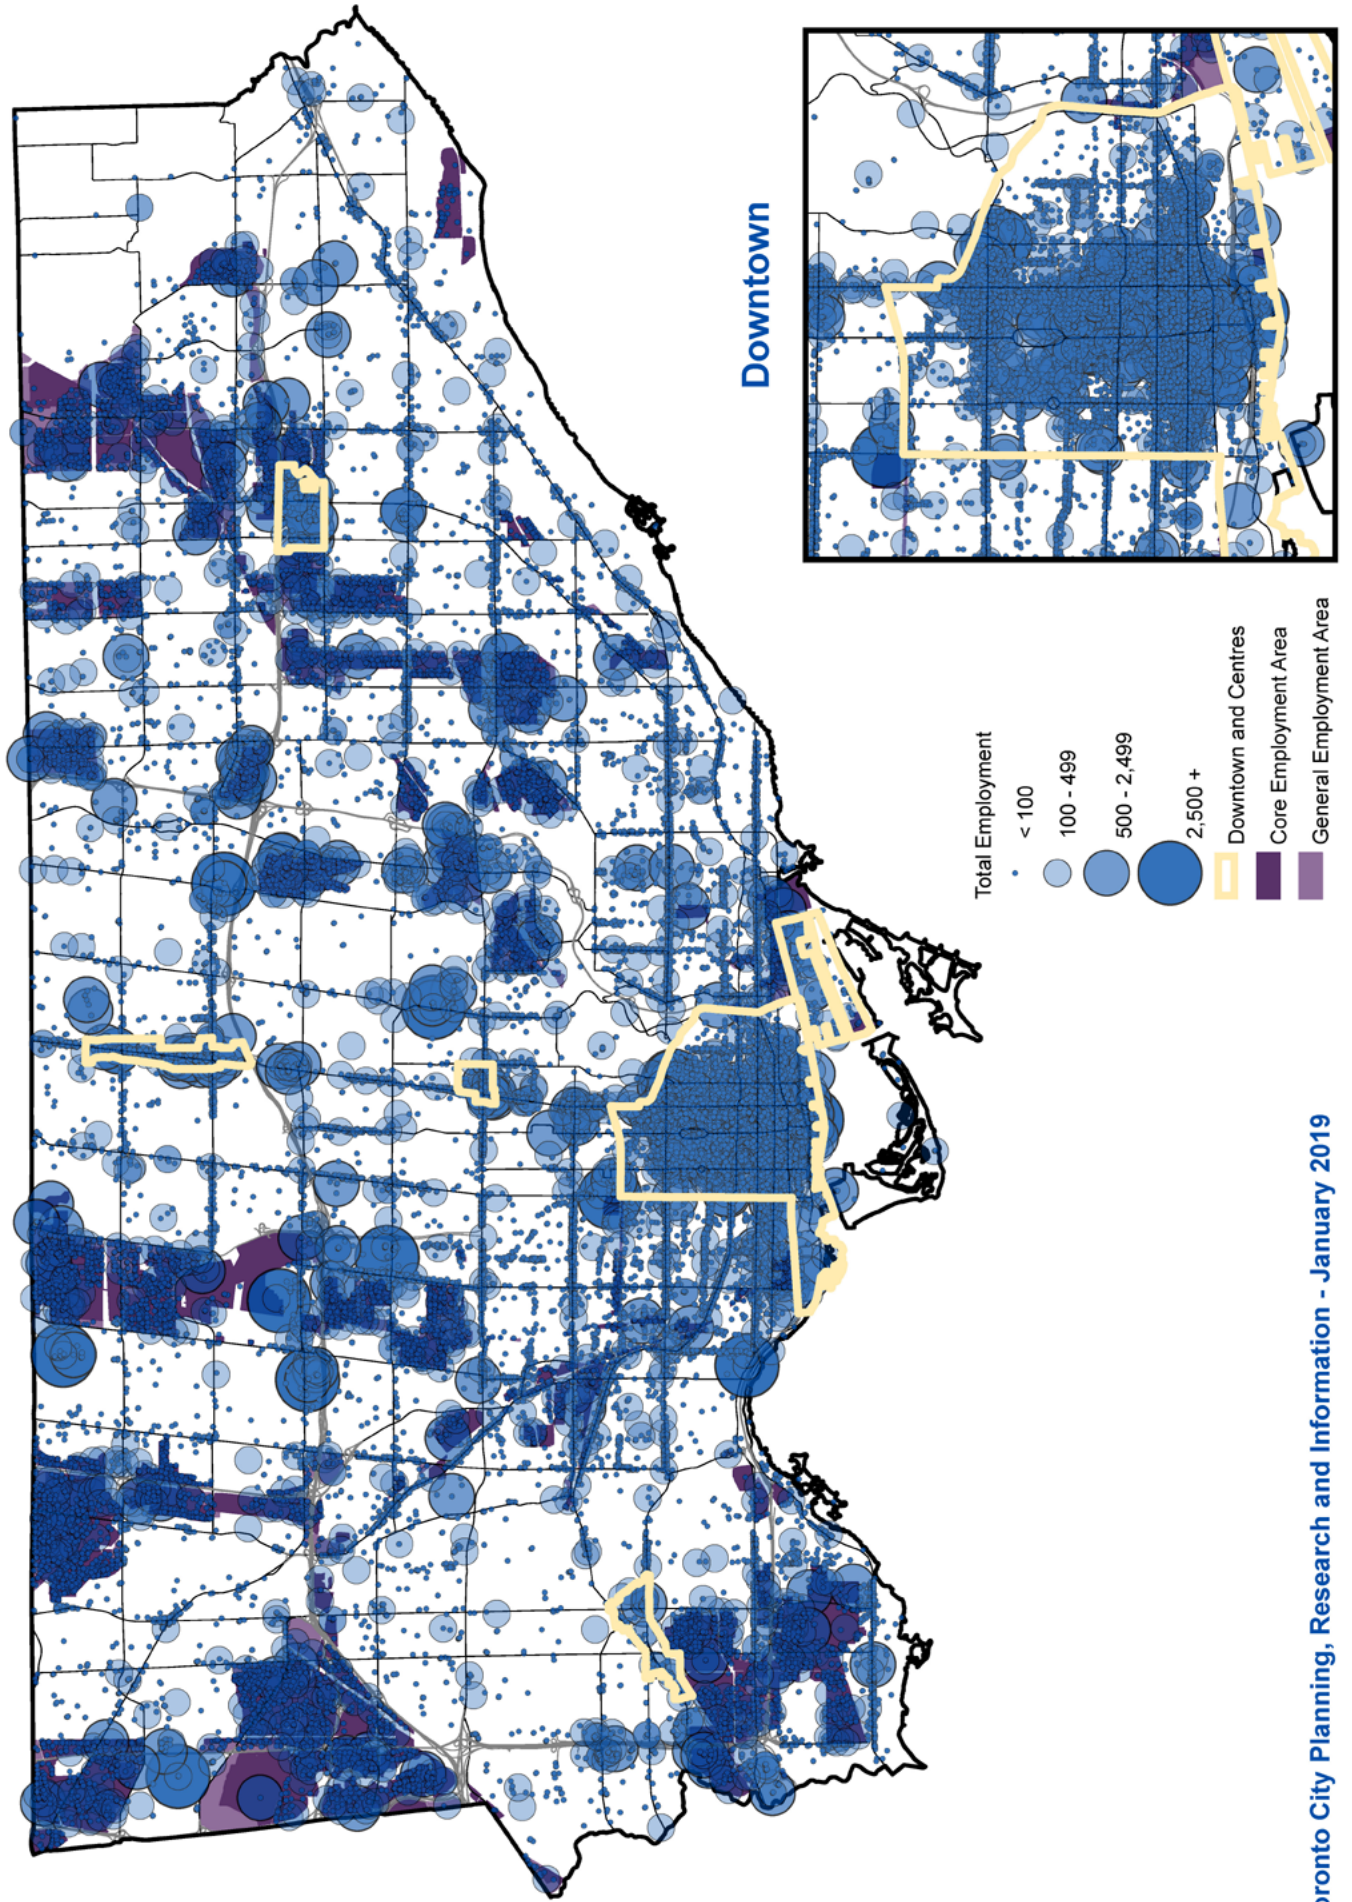 Downtown
Total Employment
< 100
100 - 499
500 - 2,499
2,500 +
Downtown and Centres
Core Employment Area
General Employment Area
City Planning, Research and Information - January 2019